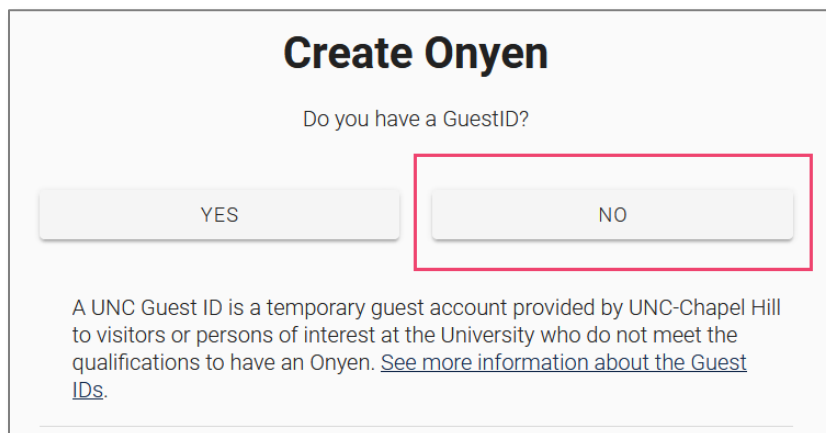 Create Onyen
Do you have a GuestID?
YES
NO
A UNC Guest ID is a temporary guest account provided by UNC-Chapel Hill
to visitors or persons of interest at the University who do not meet the
qualifications to have an Onyen. See more information about the Guest
IDs.